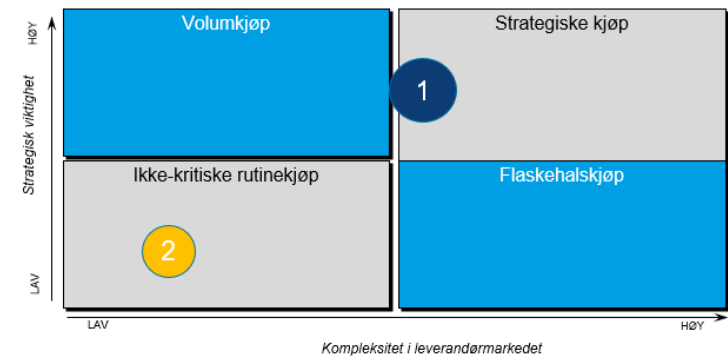 Volumkjøp
Strategiske kjøp
HØY
1
Strategisk viktighet
Ikke-kritiske rutinekjøp
Flaskehalskjøp
2
LAV
LAV
HØY
Kompleksitet i leverandørmarkedet